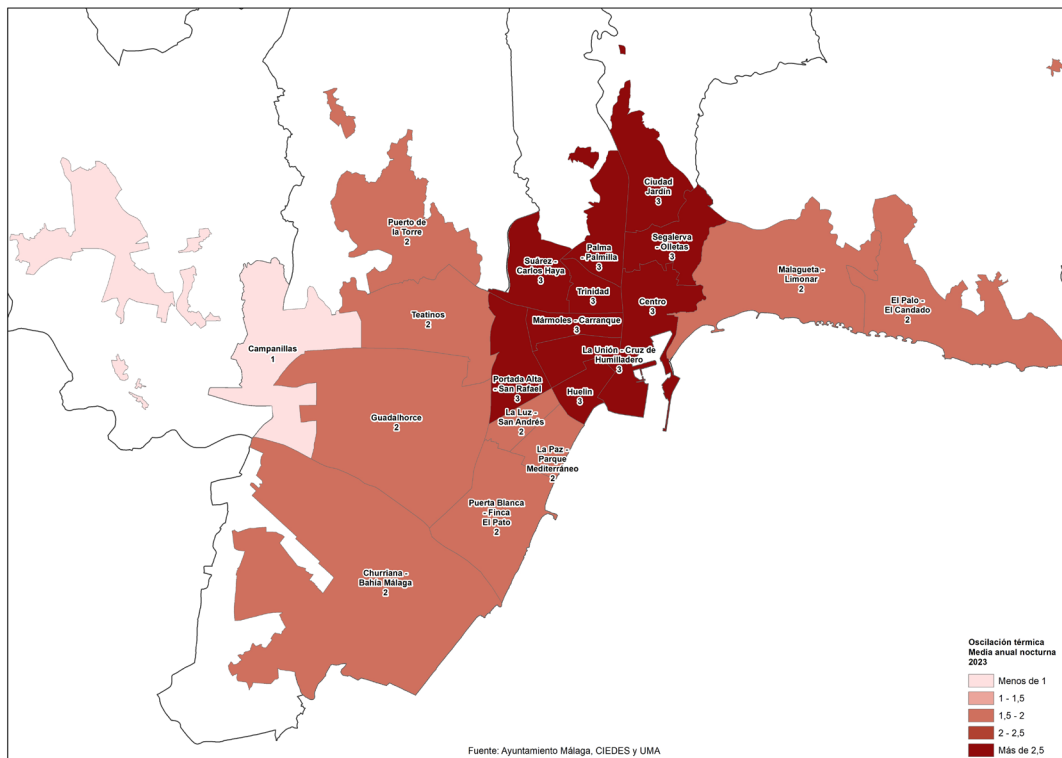 Ciudad
Jardín
3
Puerto de
la Torre
2
Palma
- Palmilla
3
Segalerva
- Olletas
3
Suárez -
Carlos Haya
3
Malagueta -
Limonar
2
Trinidad
3
Centro
3
El Palo -
El Candado
2
Teatinos
2
Mármoles - Carranque
3
Campanillas
1
La Unión - Cruz de
Humilladero
3
Portada Alta
- San Rafael
3
Huelin
3
Guadalhorce
2
La Luz -
San Andrés
2
La Paz -
Parque
Mediterráneo
2
Puerta Blanca
- Finca
El Pato
2
Churriana -
Bahía Málaga
2
Oscilación térmica
Media anual nocturna
2023
Menos de 1
1 - 1,5
1,5 - 2
2 - 2,5
Más de 2,5
Fuente: Ayuntamiento Málaga, CIEDES y UMA